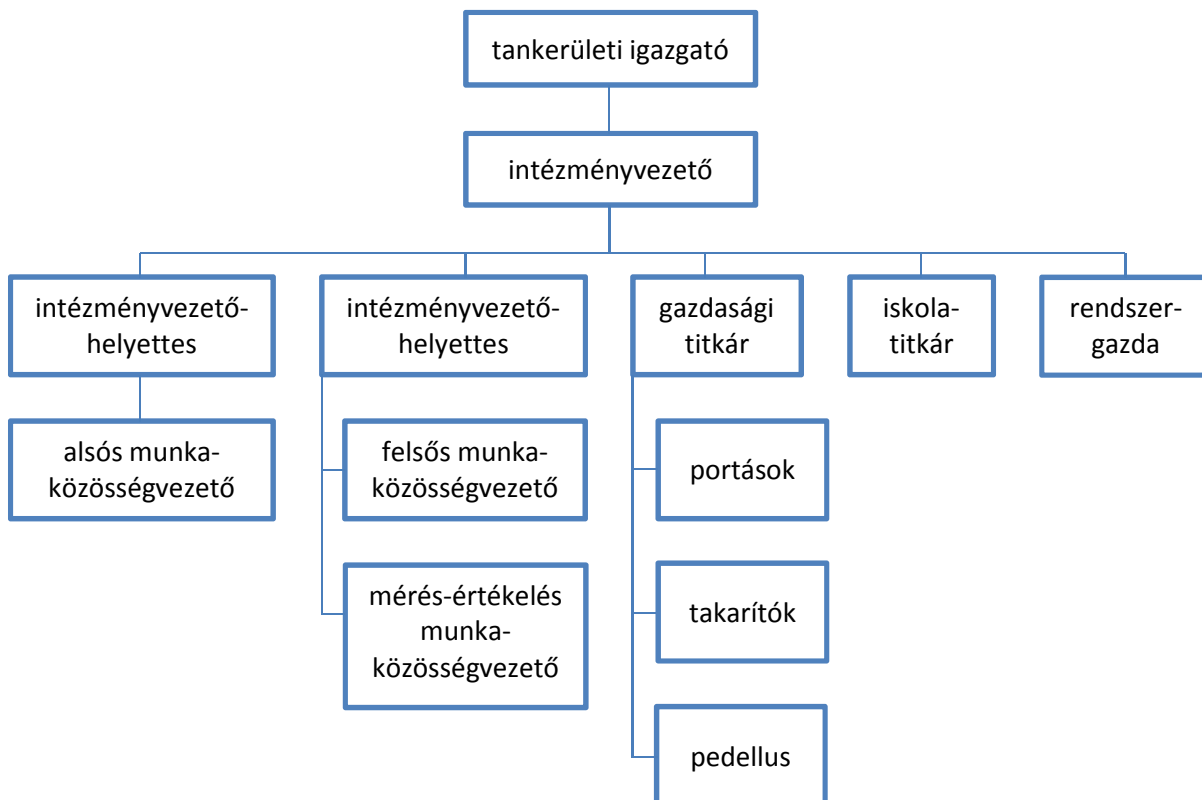 tankerületi igazgató
intézményvezető
intézményvezető-
helyettes
intézményvezető-
helyettes
gazdasági
titkár
iskola-
titkár
rendszer-
gazda
alsós munka-
közösségvezető
felsős munka-
közösségvezető
portások
mérés-értékelés
munka-
közösségvezető
takarítók
pedellus